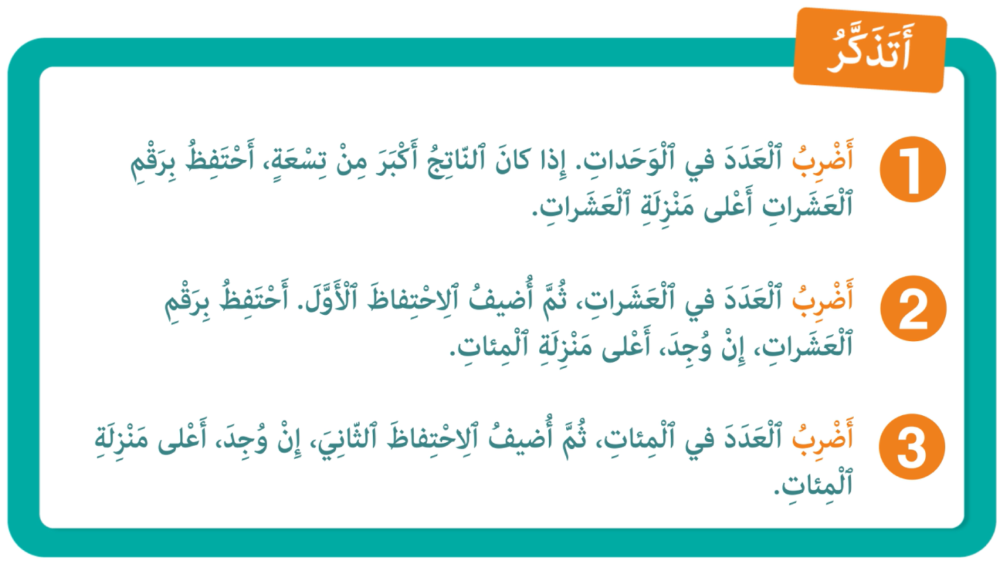 أَتَذَكَّرُ
1 أَضْرِبُ ٱلْعَدَدَ في ٱلْوَحَداتِ. إِذا كانَ ٱلنّاتِجُ أَكْبَرَ مِنْ تِسْعَةٍ، أَحْتَفِظُ بِرَقْمِ
ٱلْعَشَراتِ أَعْلى مَنْزِلَةِ ٱلْعَشَراتِ.
2 أَضْرِبُ ٱلْعَدَدَ في ٱلْعَشَراتِ، ثُمَّ أُضيفُ ٱلِاحْتِفاظَ ٱلْأَوَّلَ. أَحْتَفِظُ بِرَقْمِ
ٱلْعَشَراتِ، إِنْ وُجِدَ، أَعْلى مَنْزِلَةِ ٱلْمِئاتِ.
3 أَضْرِبُ ٱلْعَدَدَ في ٱلْمِئاتِ، ثُمَّ أُضيفُ ٱلِاحْتِفاظَ ٱلثّانِيَ، إِنْ وُجِدَ، أَعْلى مَنْزِلَةِ
ٱلْمِئاتِ.